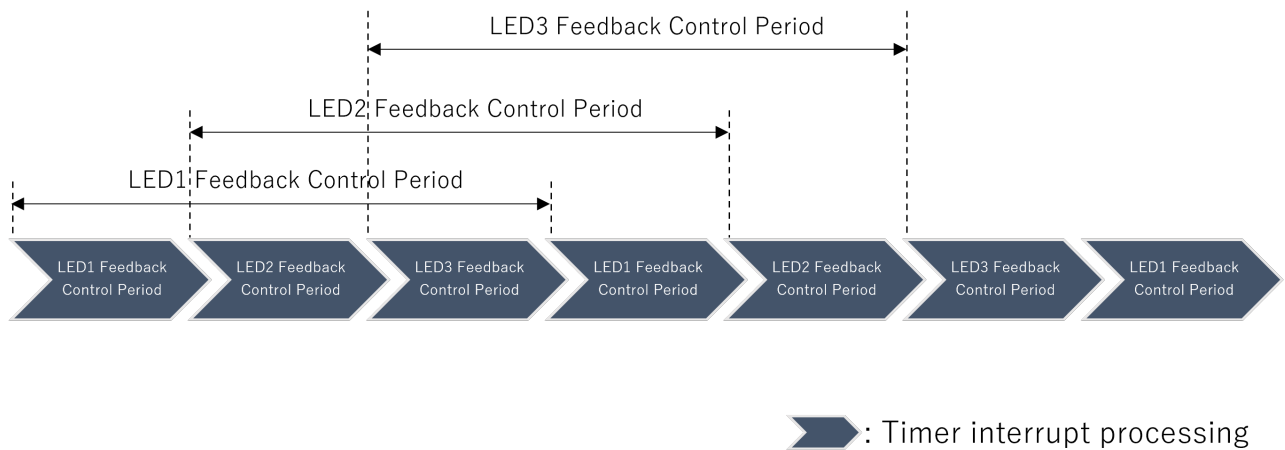 LED3 Feedback Control Period
LED2 Feedback Control Period
LED1 Feedback Control Period
LED1 Feedback
Control Period
LED2 Feedback
Control Period
LED3 Feedback
Control Period
LED1 Feedback
Control Period
LED2 Feedback
Control Period
LED3 Feedback
Control Period
LED1 Feedback
Control Period
: Timer interrupt processing